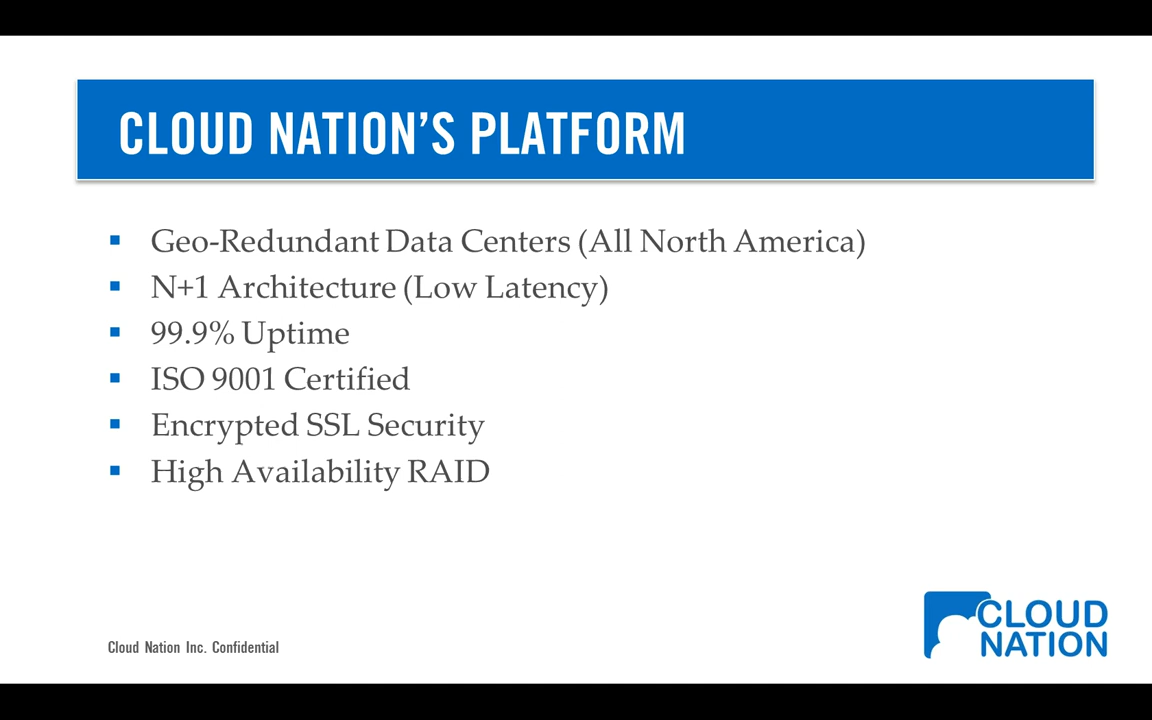 CLOUD NATION’S PLATFORM
Geo-Redundant Data Centers (All North America)
N+1 Architecture (Low Latency)
99.9% Uptime
ISO 9001 Certified
Encrypted SSL Security
High Availability RAID
Cloud Nation Inc. Confidential
CLOUD
NATION